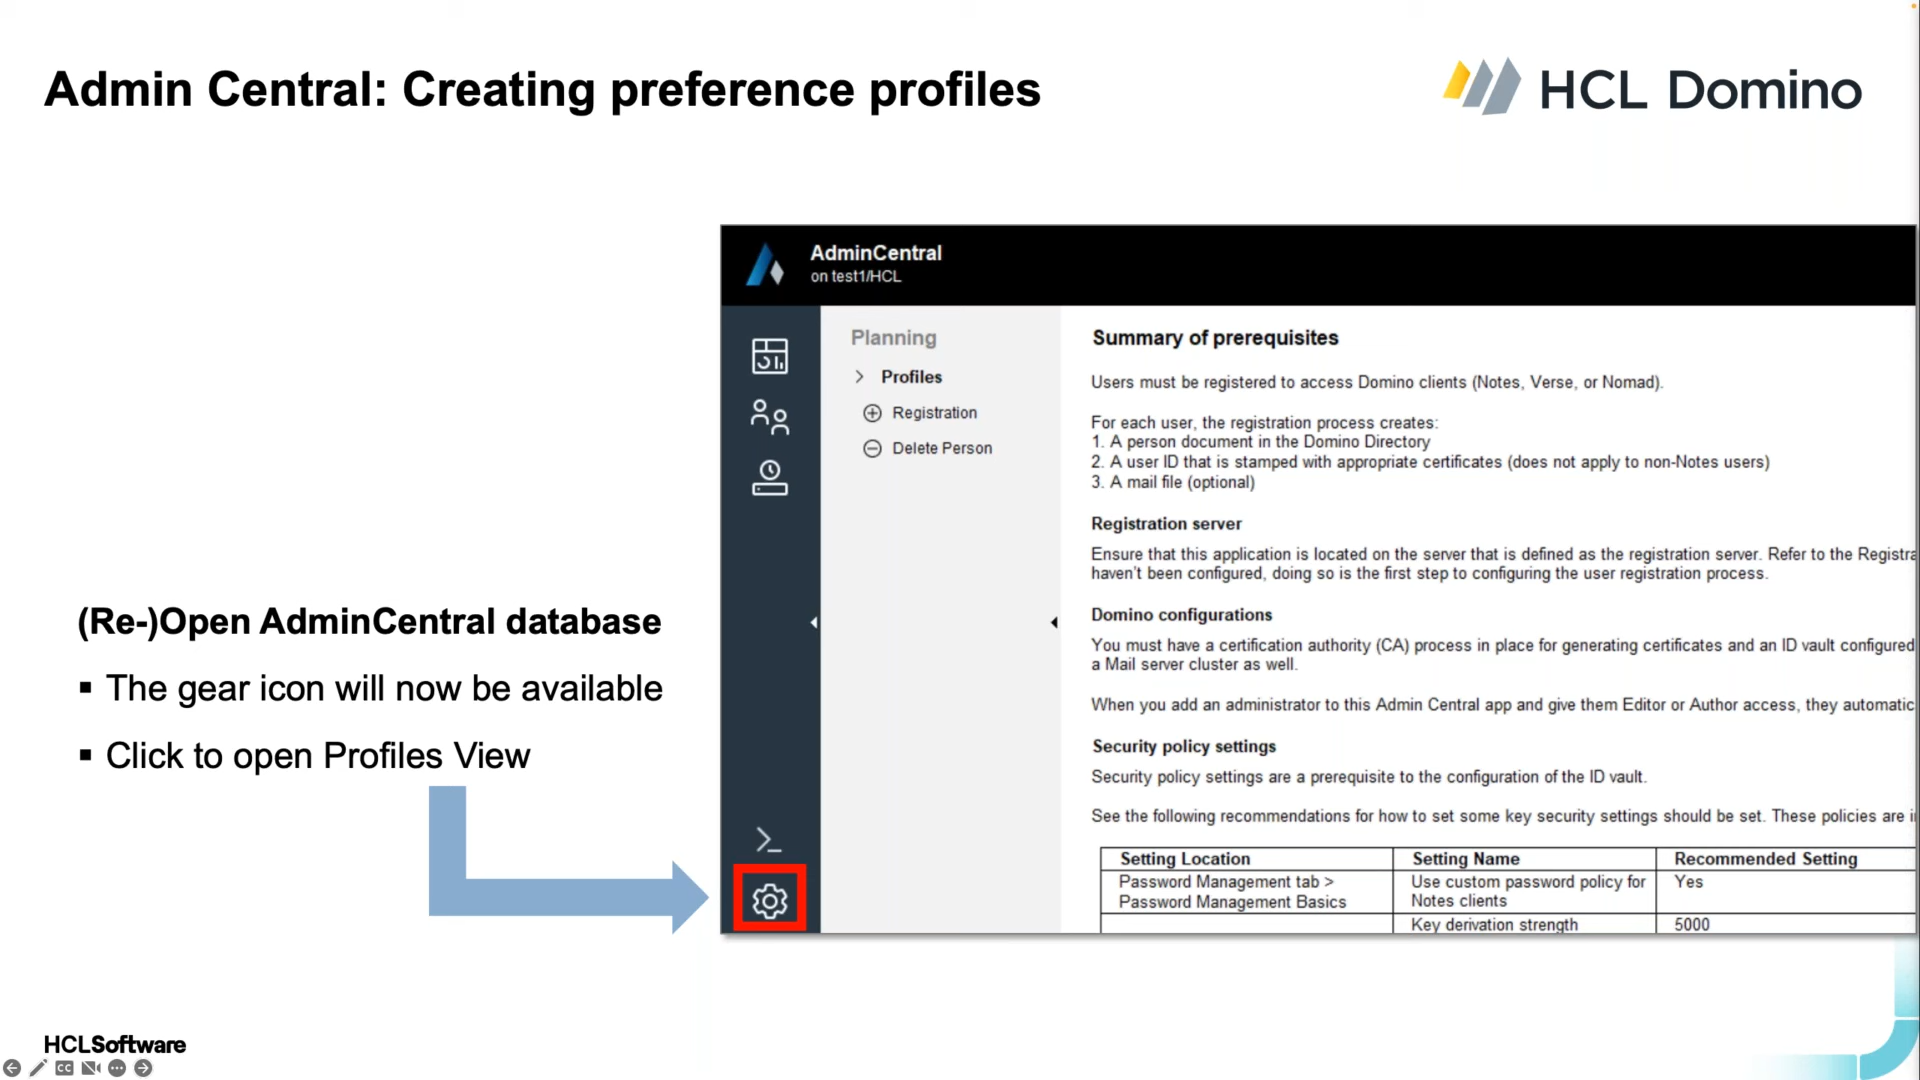 Admin Central: Creating preference profiles
HCL Domino
AdminCentral
on test1/HCL
Planning
Profiles
Registration
Delete Person
Summary of prerequisites
Users must be registered to access Domino clients (Notes, Verse, or Nomad).
For each user, the registration process creates:
1. A person document in the Domino Directory
2. A user ID that is stamped with appropriate certificates (does not apply to non-Notes users)
3. A mail file (optional)
Registration server
Ensure that this application is located on the server that is defined as the registration server. Refer to the Registra
haven't been configured, doing so is the first step to configuring the user registration process.
Domino configurations
You must have a certification authority (CA) process in place for generating certificates and an ID vault configured
a Mail server cluster as well.
When you add an administrator to this Admin Central app and give them Editor or Author access, they automatic
Security policy settings
Security policy settings are a prerequisite to the configuration of the ID vault.
See the following recommendations for how to set some key security settings should be set. These policies are i
Setting Location Setting Name Recommended Setting
Password Management tab > Use custom password policy for Yes
Password Management Basics Notes clients
Key derivation strength 5000
(Re-)Open AdminCentral database
▪ The gear icon will now be available
▪ Click to open Profiles View
HCLSoftware
CC